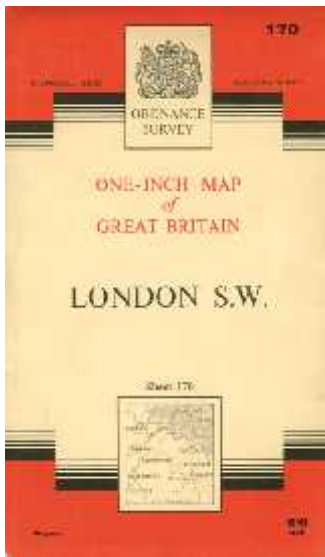 170
ORDNANCE
SURVEY
ONE-INCH MAP
of
GREAT BRITAIN
LONDON S.W.
Sheet 170